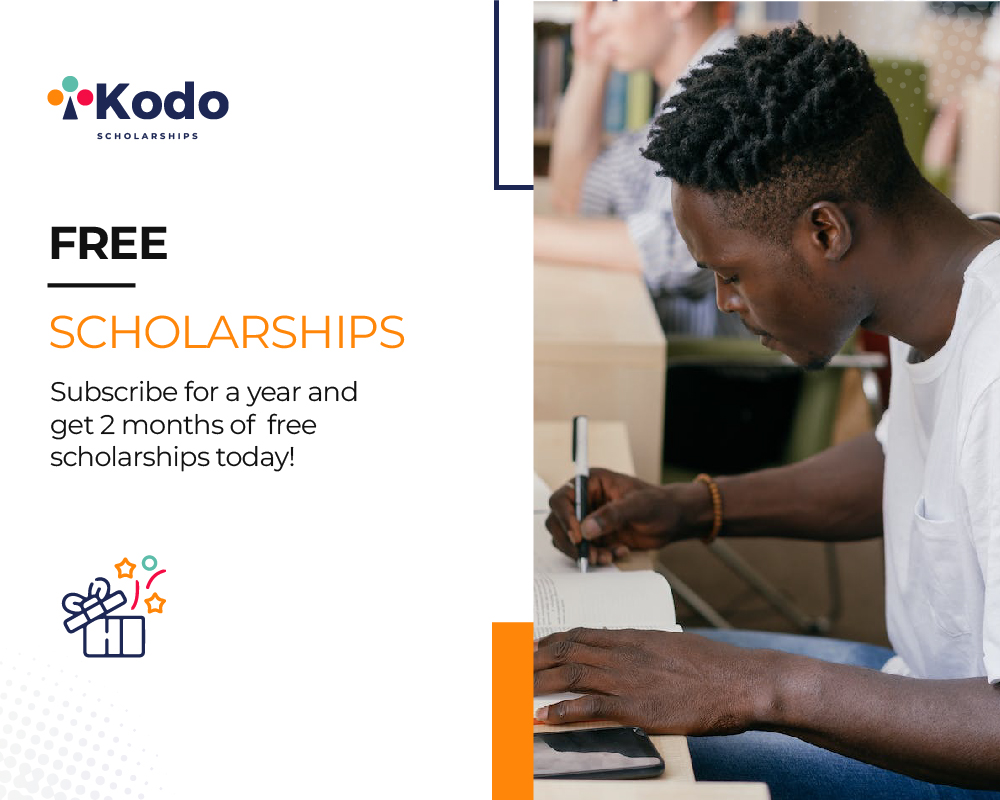 Kodo
SCHOLARSHIPS
FREE
SCHOLARSHIPS
Subscribe for a year and
get 2 months of free
scholarships today!